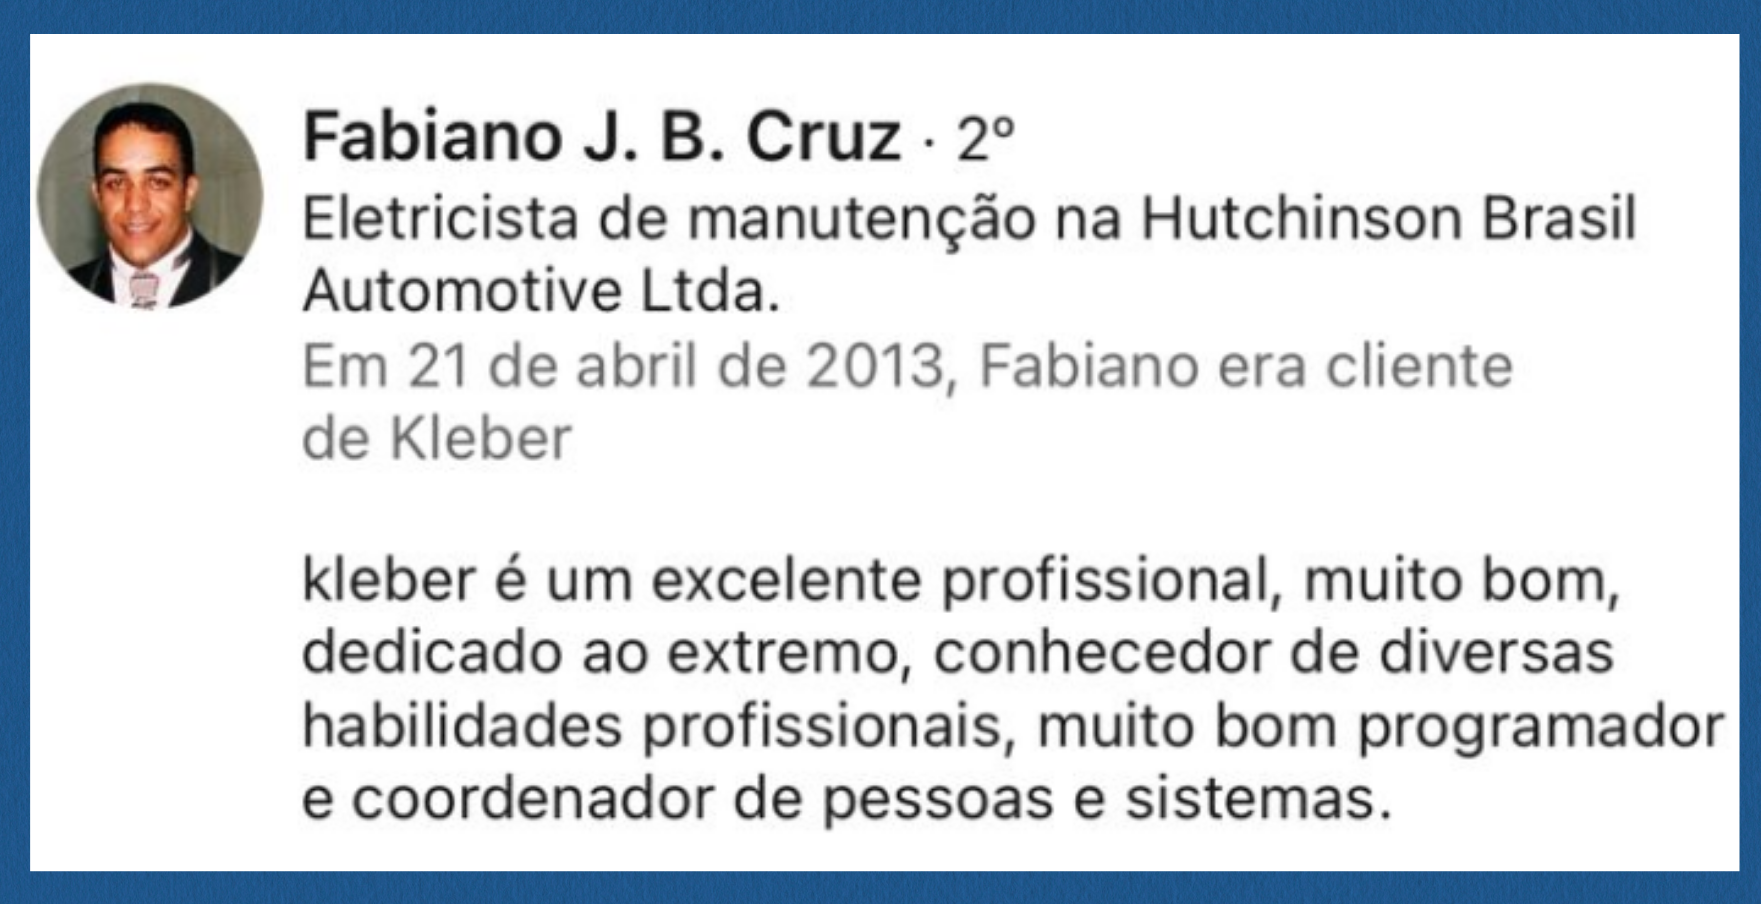 Fabiano J. B. Cruz · 2º
Eletricista de manutenção na Hutchinson Brasil
Automotive Ltda.
Em 21 de abril de 2013, Fabiano era cliente
de Kleber
kleber é um excelente profissional, muito bom,
dedicado ao extremo, conhecedor de diversas
habilidades profissionais, muito bom programador
e coordenador de pessoas e sistemas.